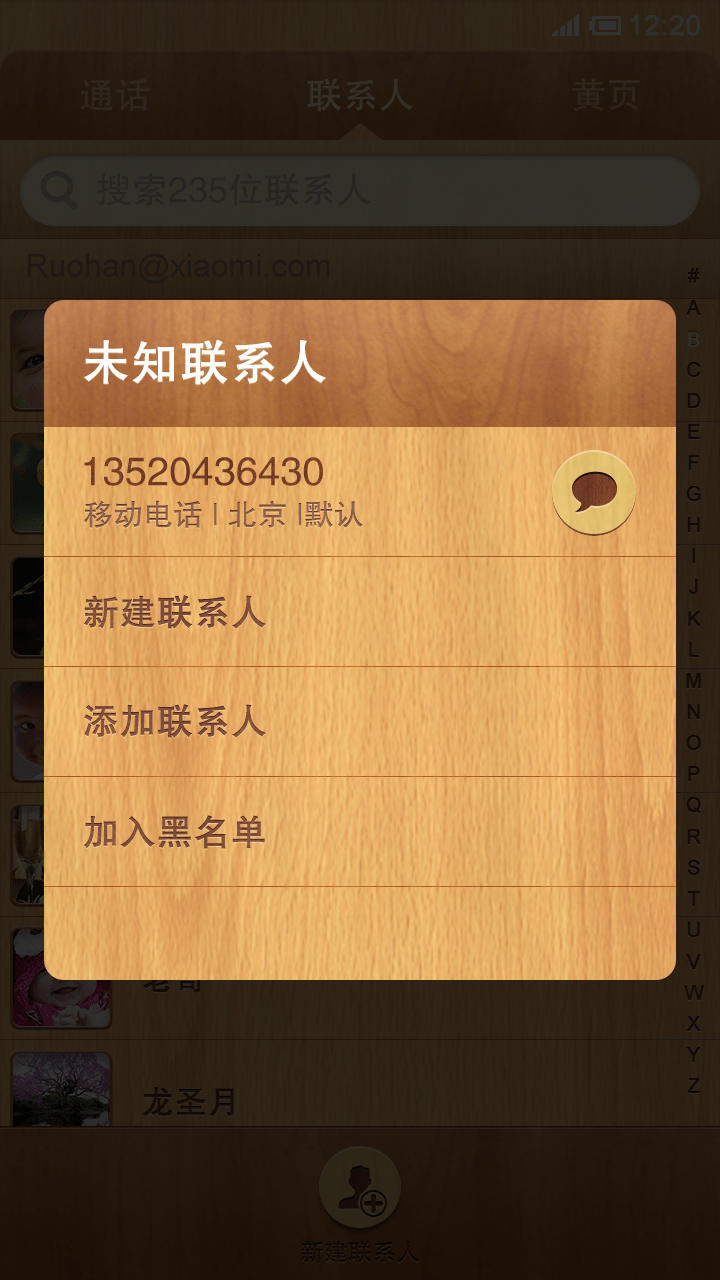 12:20
通话 联系人 黄页
搜索235位联系人
Ruohan@xiaomi.com
#
A
B
C
D
E
F
G
H
I
J
K
L
M
N
O
P
Q
R
S
T
U
V
W
X
Y
Z
未知联系人
13520436430
移动电话 | 北京 |默认
新建联系人
添加联系人
加入黑名单
龙圣月
新建联系人